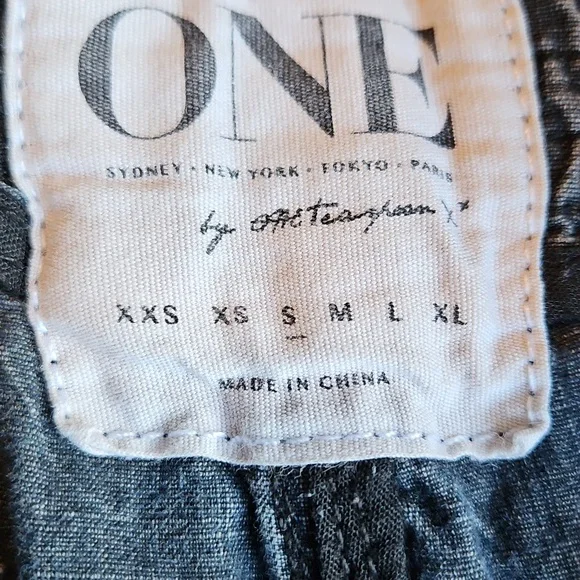 ONE
SYDNEY · NEW YORK · TOKYO · PARIS
by ONEteaspoon X*
XXS XS S M L XL
MADE IN CHINA